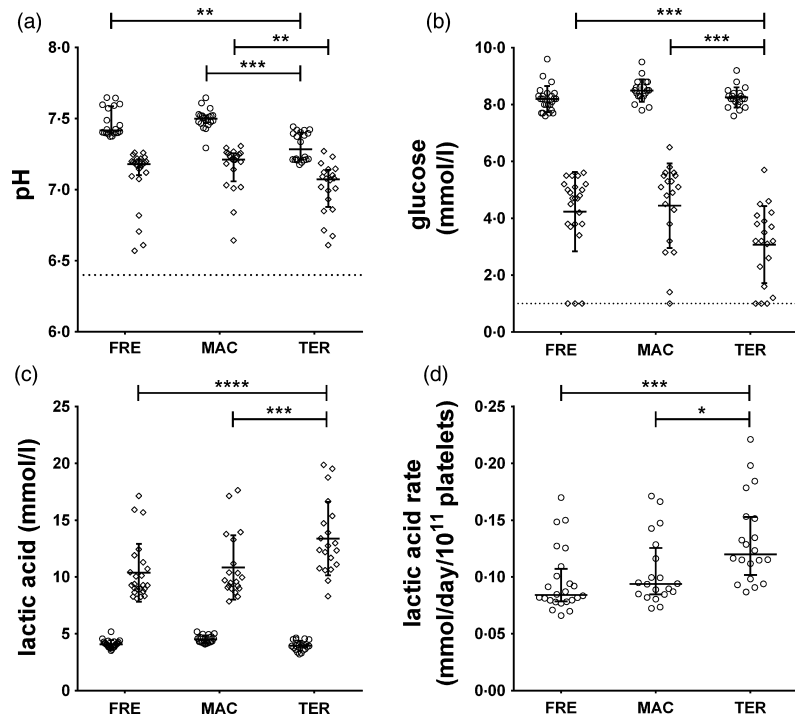 (a)
**
**
***
8·0
7·5
7·0
6·5
6·0
pH
FRE
MAC
TER
(b)
***
***
10·0
8·0
6·0
4·0
2·0
0·0
glucose
(mmol/l)
FRE
MAC
TER
(c)
****
***
25
20
15
10
5
0
lactic acid (mmol/l)
FRE
MAC
TER
(d)
***
*
0·25
0·20
0·15
0·10
0·05
0·00
lactic acid rate
(mmol/day/10¹¹ platelets)
FRE
MAC
TER